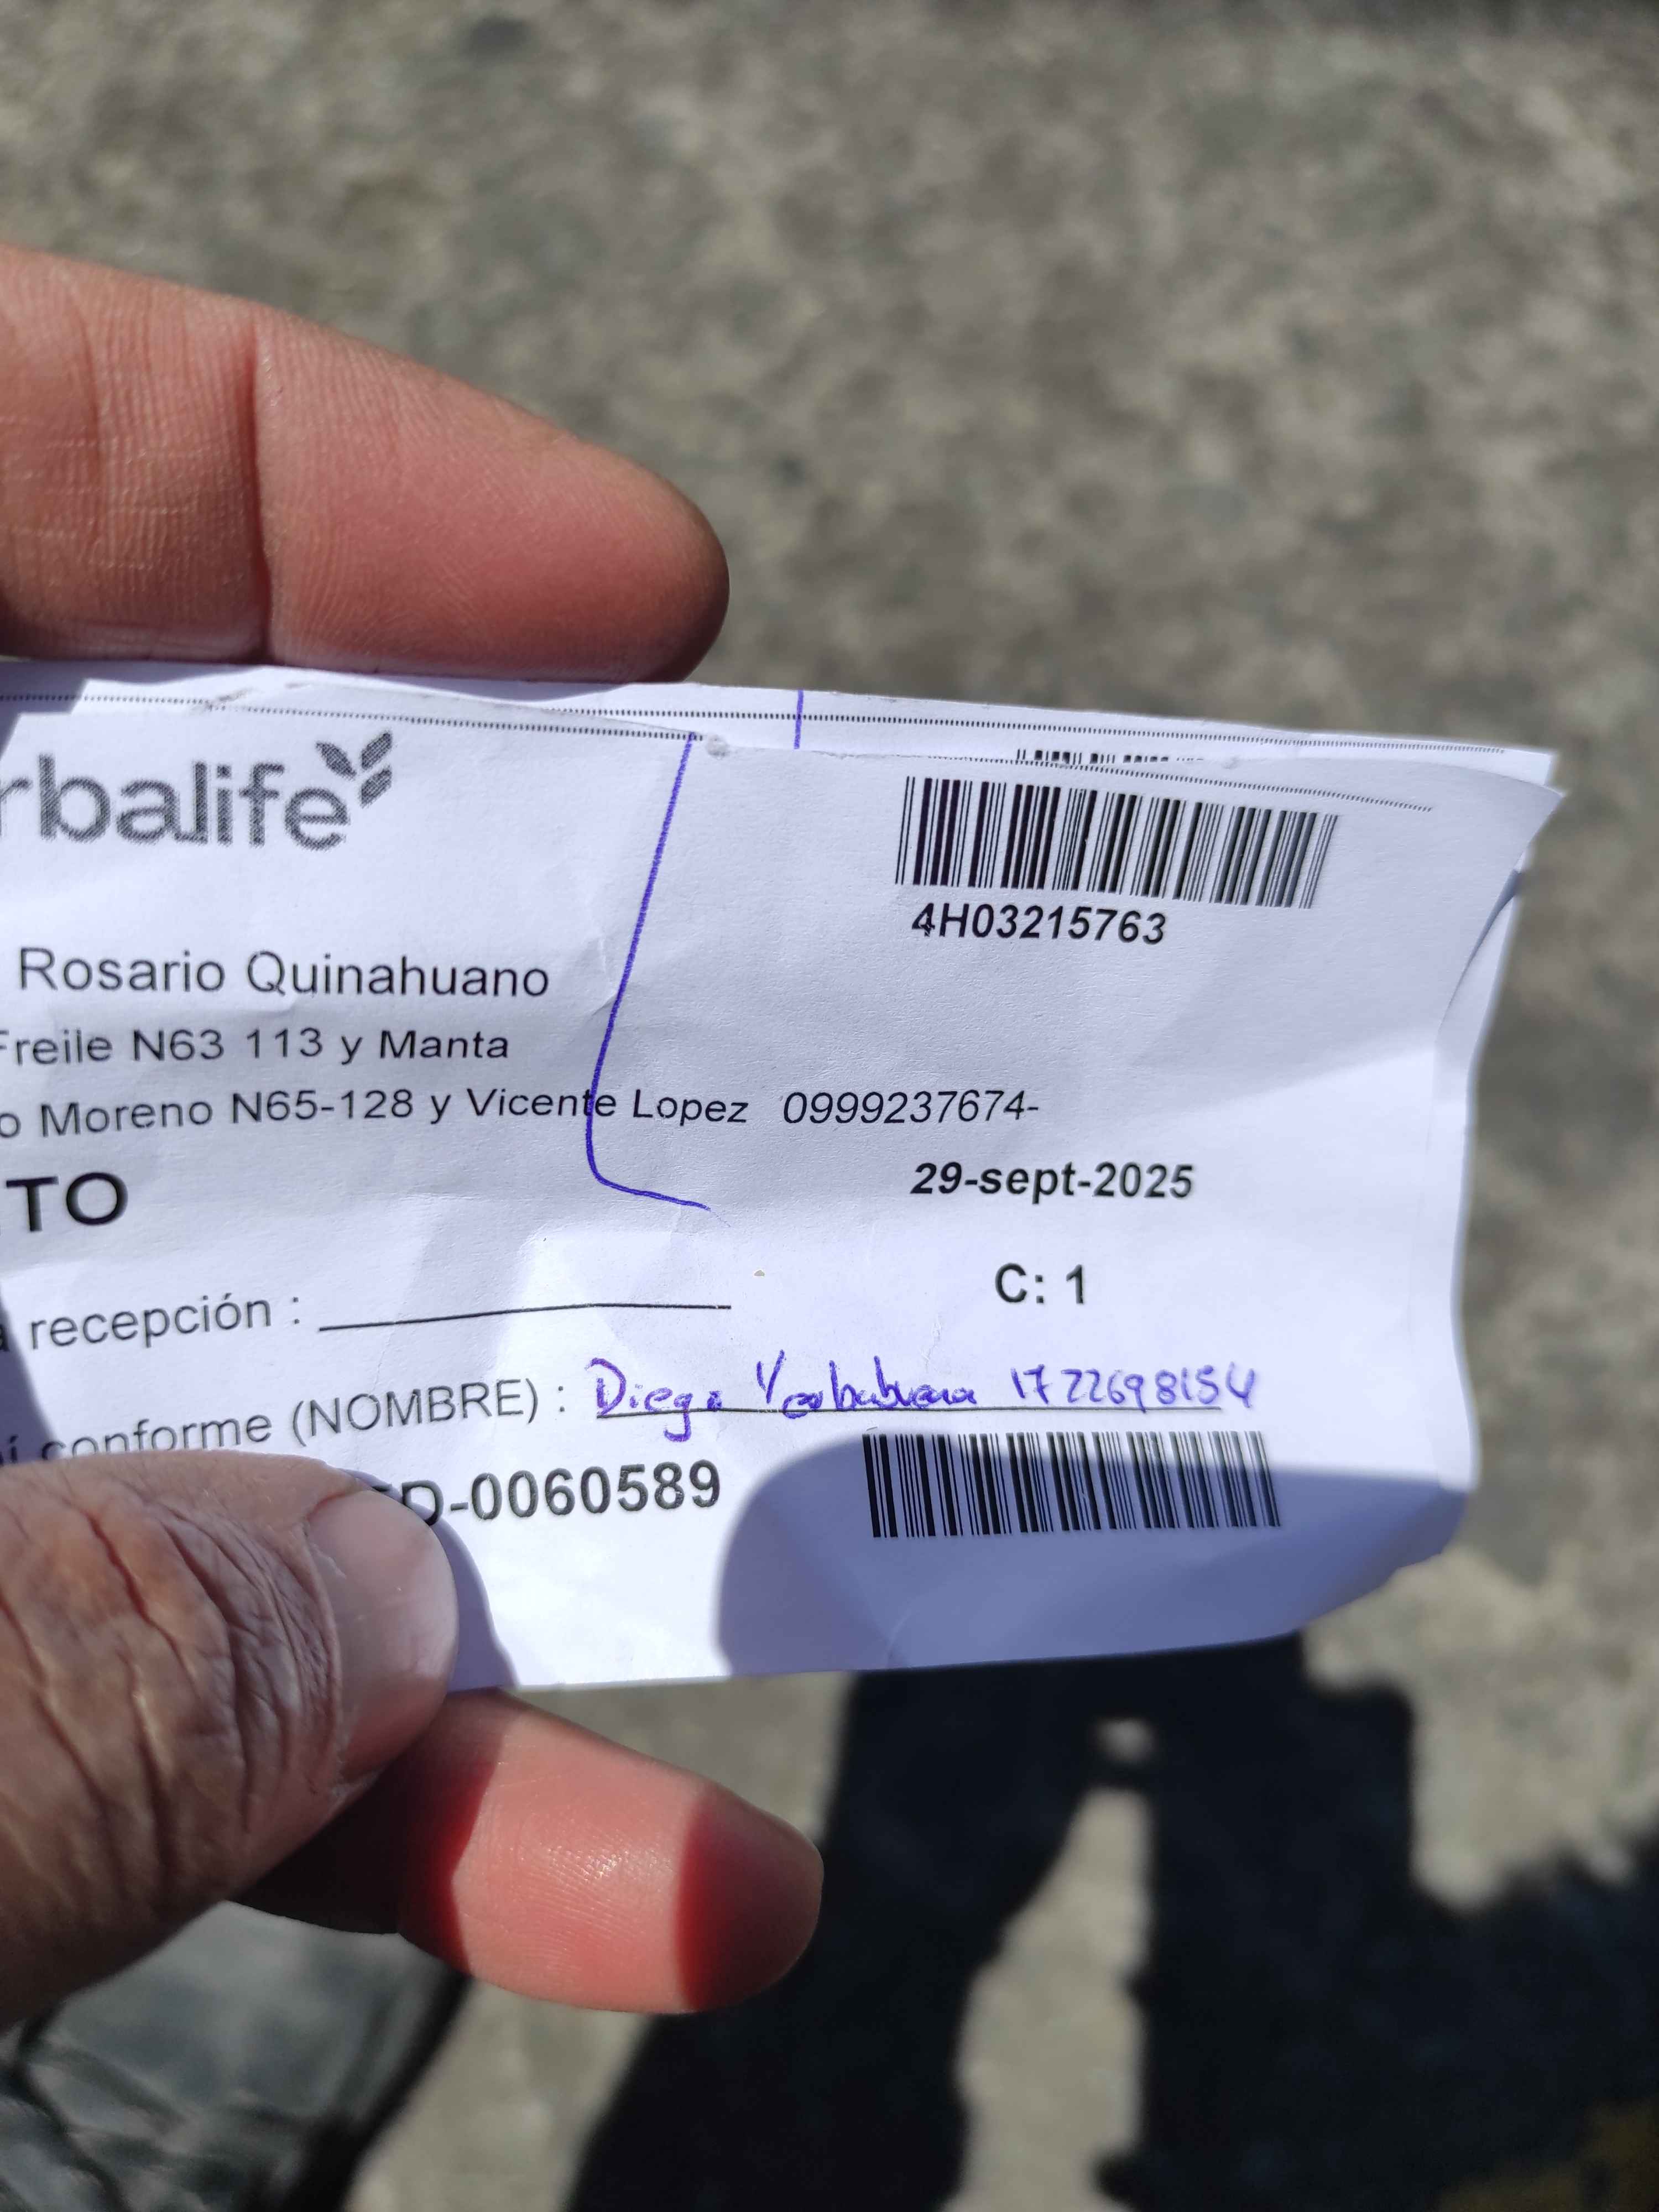 rbalife
4H03215763
Rosario Quinahuano
Freile N63 113 y Manta
o Moreno N65-128 y Vicente Lopez 0999237674-
29-sept-2025
TO
C: 1
a recepción :
í conforme (NOMBRE) : Diego 1722698154
D-0060589